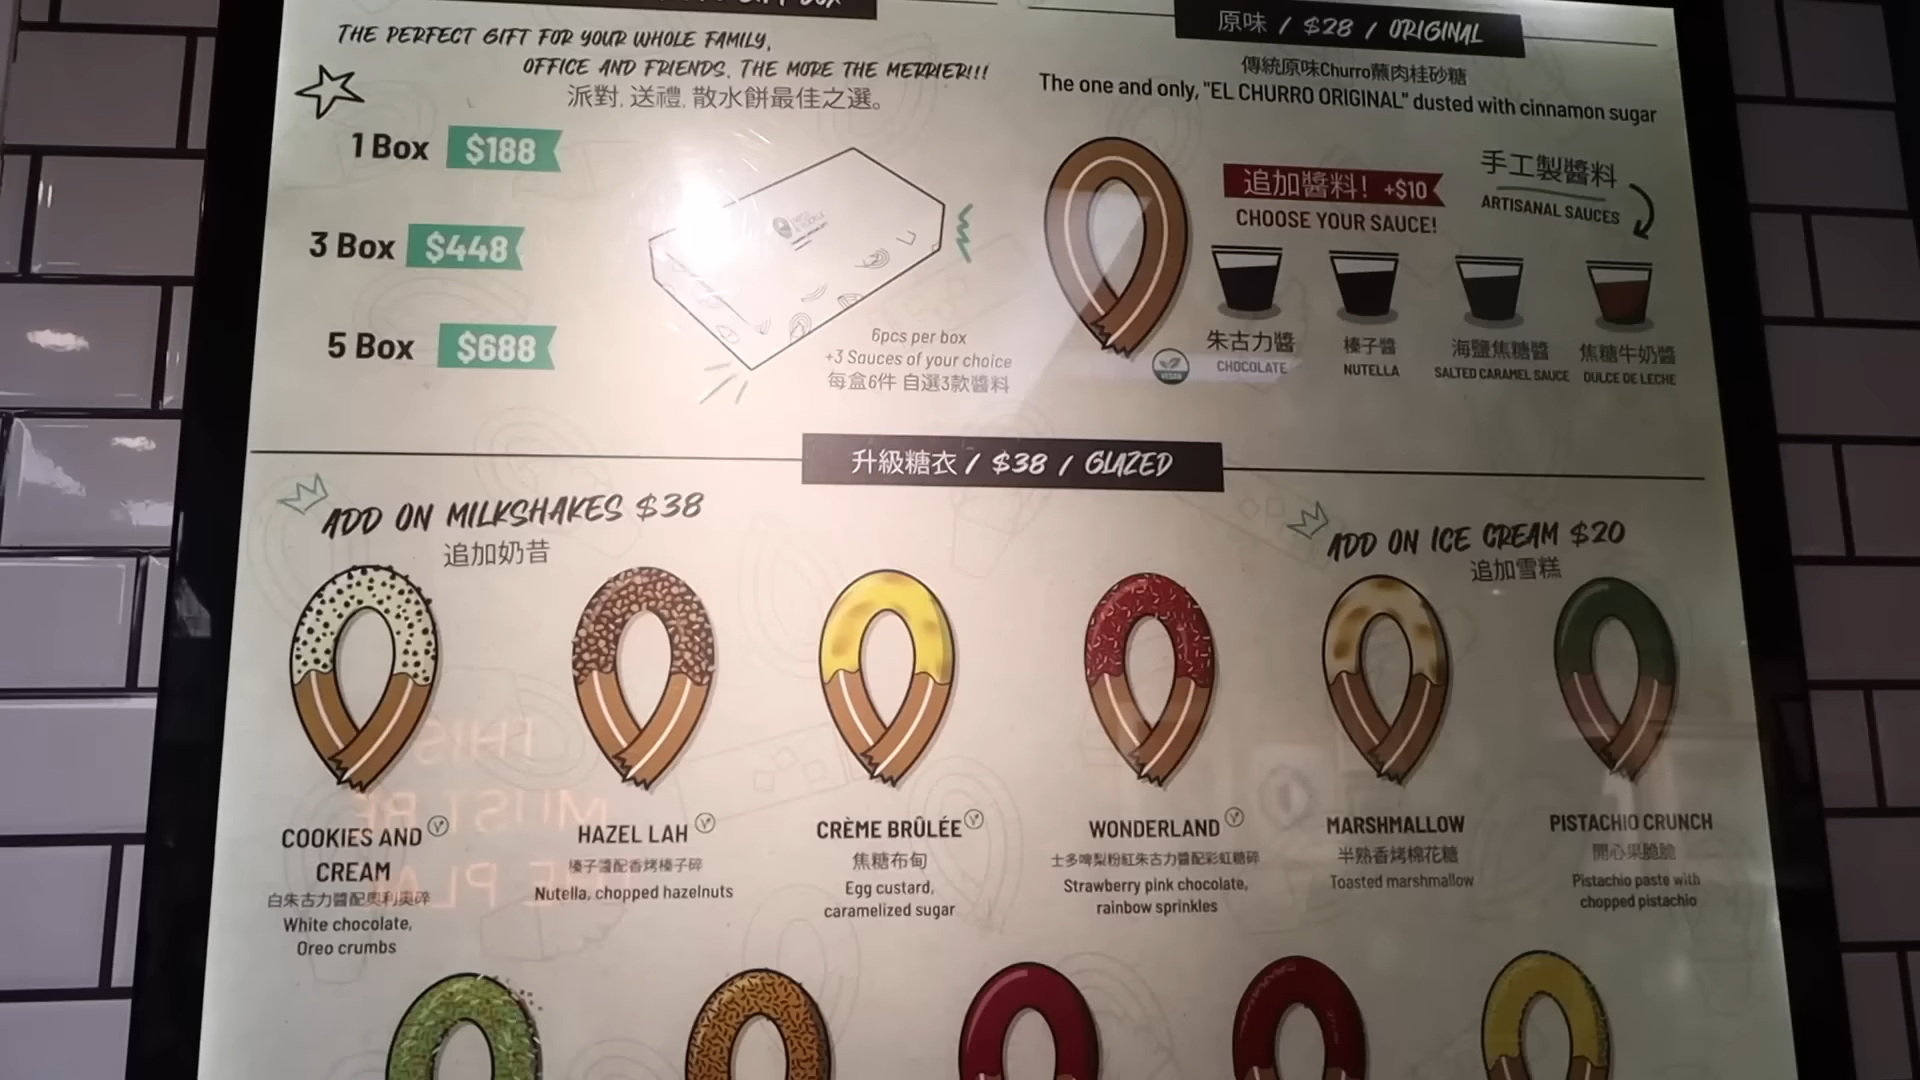 THE PERFECT GIFT FOR YOUR WHOLE FAMILY,
OFFICE AND FRIENDS, THE MORE THE MERRIER!!!
派對, 送禮, 散水餅最佳之選。
1 Box $188
3 Box $448
5 Box $688
6pcs per box
+3 Sauces of your choice
每盒6件 自選3款醬料
原味 / $28 / ORIGINAL
傳統原味Churro蘸肉桂砂糖
The one and only, "EL CHURRO ORIGINAL" dusted with cinnamon sugar
追加醬料! +$10
CHOOSE YOUR SAUCE!
手工製醬料
ARTISANAL SAUCES
VEGAN
朱古力醬
CHOCOLATE
榛子醬
NUTELLA
海鹽焦糖醬
SALTED CARAMEL SAUCE
焦糖牛奶醬
DULCE DE LECHE
升級糖衣 / $38 / GLAZED
ADD ON MILKSHAKES $38
追加奶昔
ADD ON ICE CREAM $20
追加雪糕
COOKIES AND
CREAM
白朱古力醬配奧利奧碎
White chocolate,
Oreo crumbs
HAZEL LAH
榛子醬配香烤榛子碎
Nutella, chopped hazelnuts
CRÈME BRÛLÉE
焦糖布甸
Egg custard,
caramelized sugar
WONDERLAND
士多啤梨粉紅朱古力醬配彩虹糖碎
Strawberry pink chocolate,
rainbow sprinkles
MARSHMALLOW
半熟香烤棉花糖
Toasted marshmallow
PISTACHIO CRUNCH
開心果脆脆
Pistachio paste with
chopped pistachio